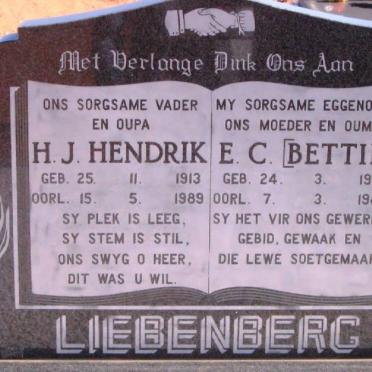 Met Verlange Dink Ons Aan
ONS SORGSAME VADER
EN OUPA
H. J. HENDRIK
GEB. 25. 11. 1913
OORL. 15. 5. 1989
SY PLEK IS LEEG,
SY STEM IS STIL,
ONS SWYG O HEER,
DIT WAS U WIL.
MY SORGSAME EGGENO
ONS MOEDER EN OUM
E. C. [BETTI
GEB. 24. 3. 19
OORL. 7. 3. 19
SY HET VIR ONS GEWER
GEBID, GEWAAK EN
DIE LEWE SOETGEMAA
LIEBENBERG